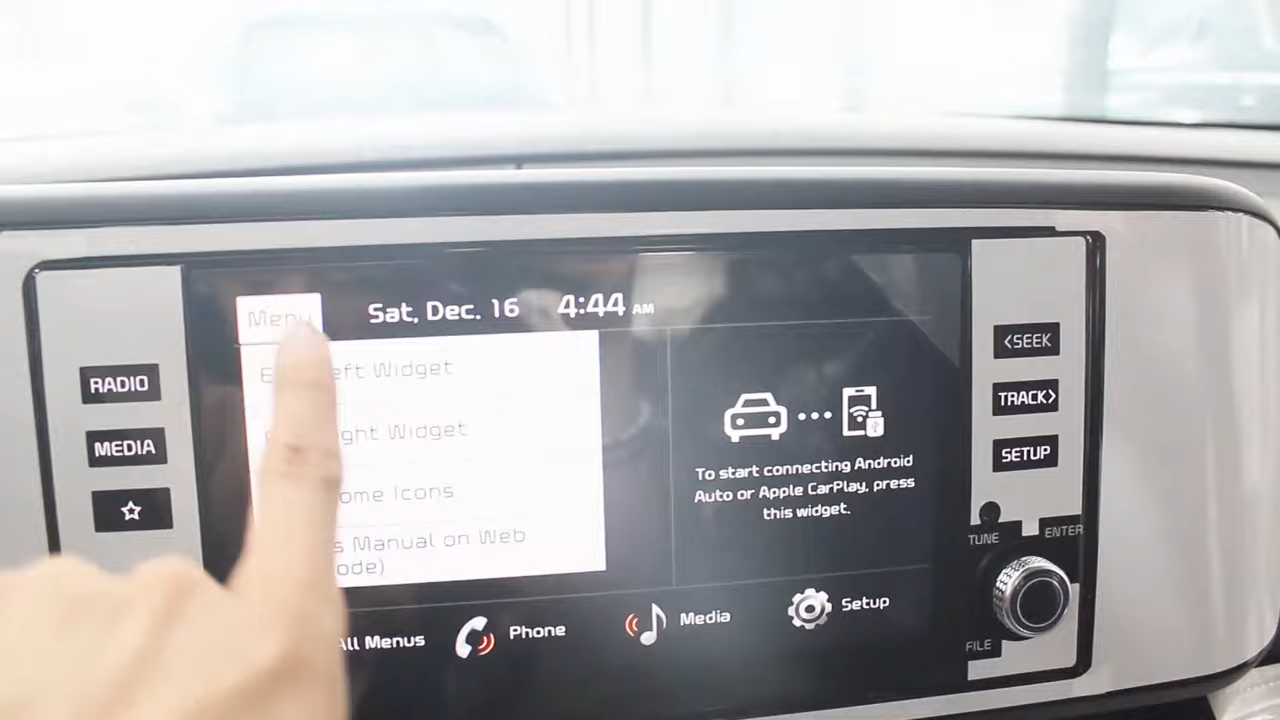 Menu
Sat, Dec. 16
4:44 AM
eft Widget
ght Widget
ome Icons
s Manual on Web
ode)
RADIO
MEDIA
To start connecting Android
Auto or Apple CarPlay, press
this widget.
All Menus
Phone
Media
Setup
<SEEK
TRACK>
SETUP
TUNE
ENTER
FILE